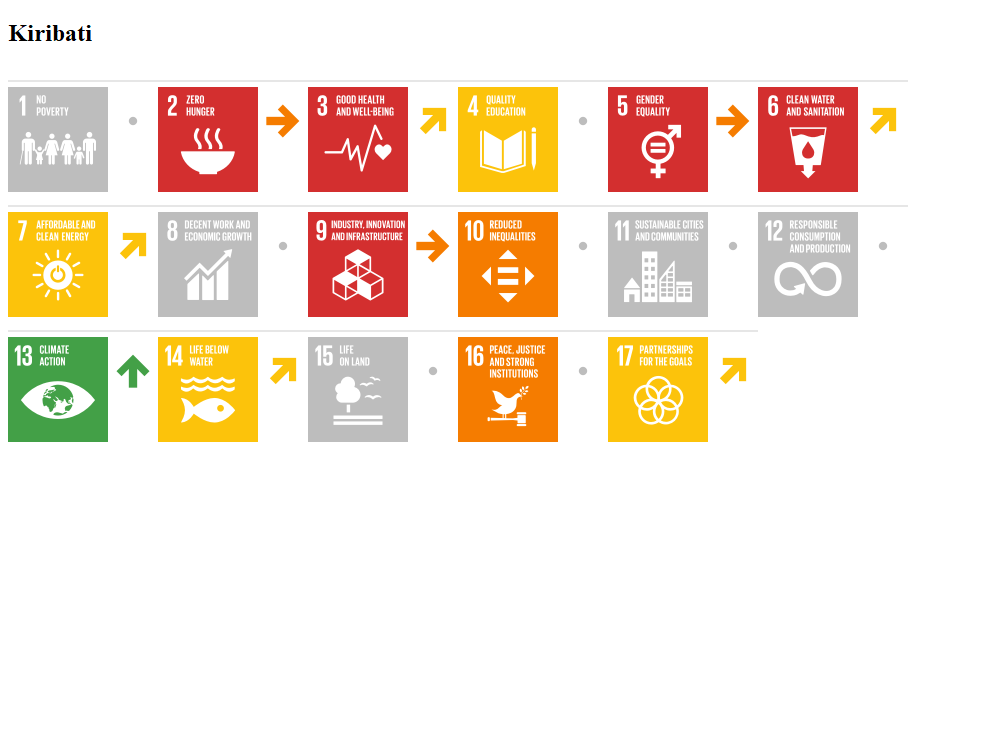 Kiribati
1 NO
POVERTY
2 ZERO
HUNGER
3 GOOD HEALTH
AND WELL-BEING
4 QUALITY
EDUCATION
5 GENDER
EQUALITY
6 CLEAN WATER
AND SANITATION
7 AFFORDABLE AND
CLEAN ENERGY
8 DECENT WORK AND
ECONOMIC GROWTH
9 INDUSTRY, INNOVATION
AND INFRASTRUCTURE
10 REDUCED
INEQUALITIES
11 SUSTAINABLE CITIES
AND COMMUNITIES
12 RESPONSIBLE
CONSUMPTION
AND PRODUCTION
13 CLIMATE
ACTION
14 LIFE BELOW
WATER
15 LIFE
ON LAND
16 PEACE, JUSTICE
AND STRONG
INSTITUTIONS
17 PARTNERSHIPS
FOR THE GOALS